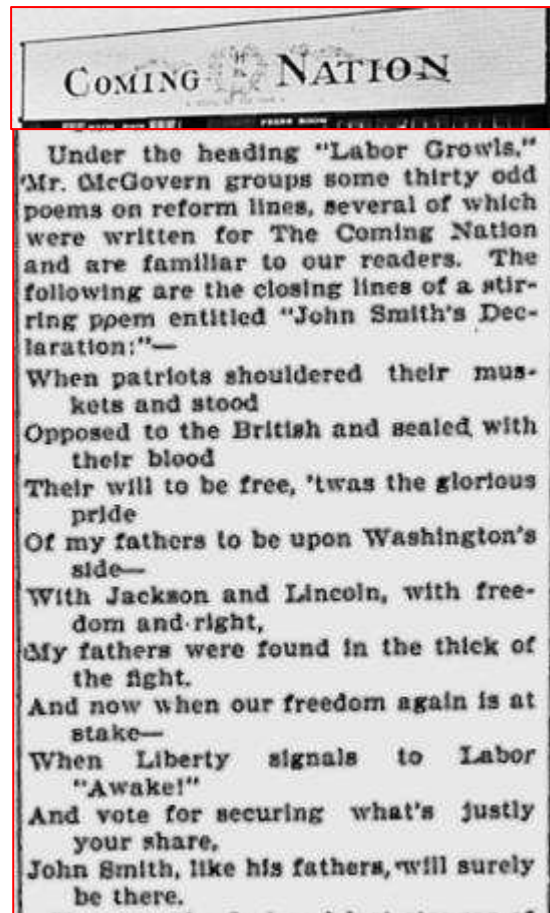 COMING NATION
PRESS ROOM
Under the heading "Labor Growls,"
Mr. McGovern groups some thirty odd
poems on reform lines, several of which
were written for The Coming Nation
and are familiar to our readers. The
following are the closing lines of a stir-
ring poem entitled "John Smith's Dec-
laration:"—
When patriots shouldered their mus-
kets and stood
Opposed to the British and sealed with
their blood
Their will to be free, 'twas the glorious
pride
Of my fathers to be upon Washington's
side—
With Jackson and Lincoln, with free-
dom and right,
My fathers were found in the thick of
the fight.
And now when our freedom again is at
stake—
When Liberty signals to Labor
"Awake!"
And vote for securing what's justly
your share,
John Smith, like his fathers, will surely
be there.